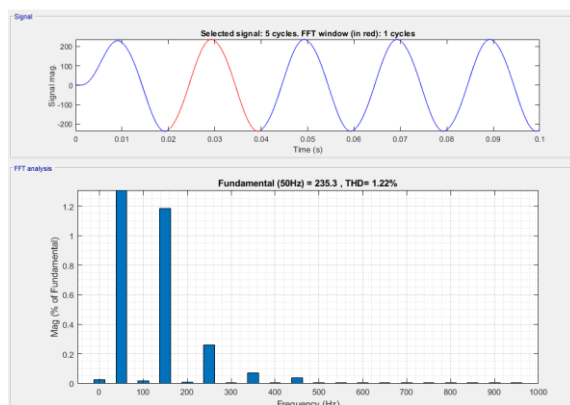 Signal
Selected signal: 5 cycles. FFT window (in red): 1 cycles
200
100
0
-100
-200
Signal mag.
0 0.01 0.02 0.03 0.04 0.05 0.06 0.07 0.08 0.09 0.1
Time (s)
FFT analysis
Fundamental (50Hz) = 235.3 , THD= 1.22%
1.2
1
0.8
0.6
0.4
0.2
0
Mag (% of Fundamental)
0 100 200 300 400 500 600 700 800 900 1000
Frequency (Hz)